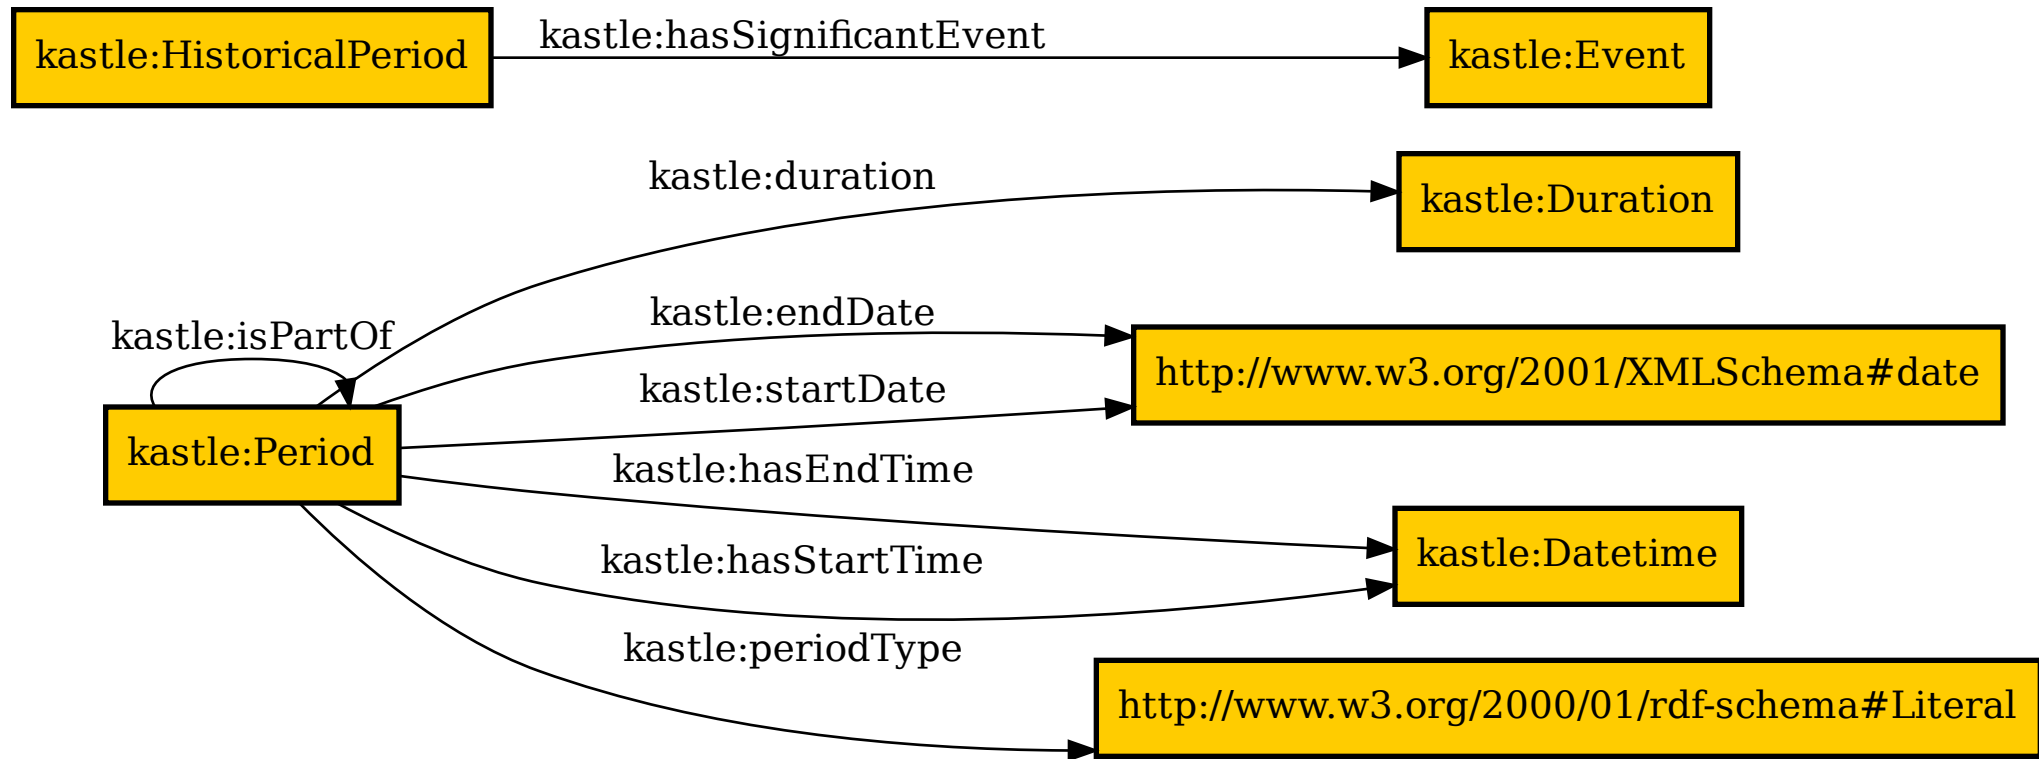 kastle:HistoricalPeriod
kastle:hasSignificantEvent
kastle:Event
kastle:duration
kastle:Duration
kastle:isPartOf
kastle:endDate
kastle:startDate
http://www.w3.org/2001/XMLSchema#date
kastle:Period
kastle:hasEndTime
kastle:hasStartTime
kastle:Datetime
kastle:periodType
http://www.w3.org/2000/01/rdf-schema#Literal